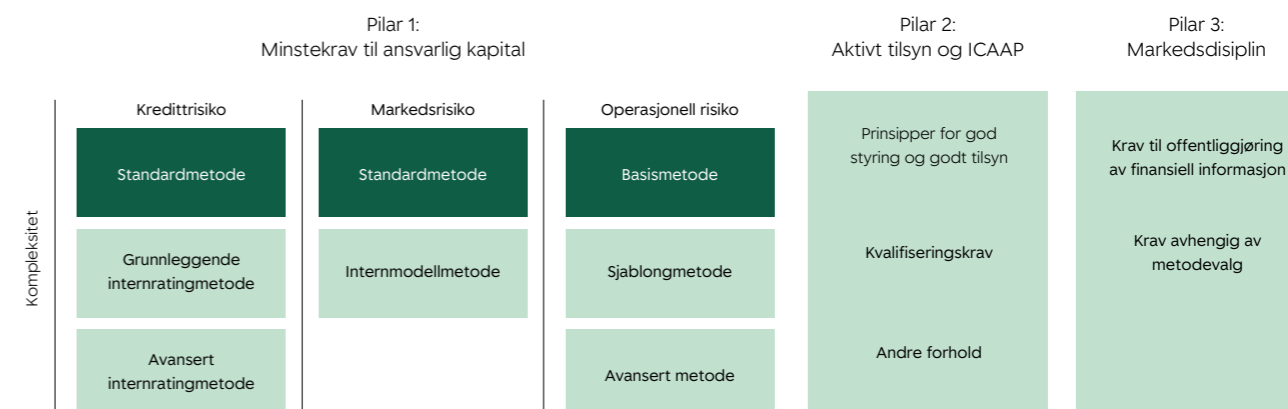 Pilar 1:
Minstekrav til ansvarlig kapital
Pilar 2:
Aktivt tilsyn og ICAAP
Pilar 3:
Markedsdisiplin
Kompleksitet
Kredittrisiko
Standardmetode
Grunnleggende
internratingmetode
Avansert
internratingmetode
Markedsrisiko
Standardmetode
Internmodellmetode
Operasjonell risiko
Basismetode
Sjablongmetode
Avansert metode
Prinsipper for god
styring og godt tilsyn
Kvalifiseringskrav
Andre forhold
Krav til offentliggjøring
av finansiell informasjon
Krav avhengig av
metodevalg